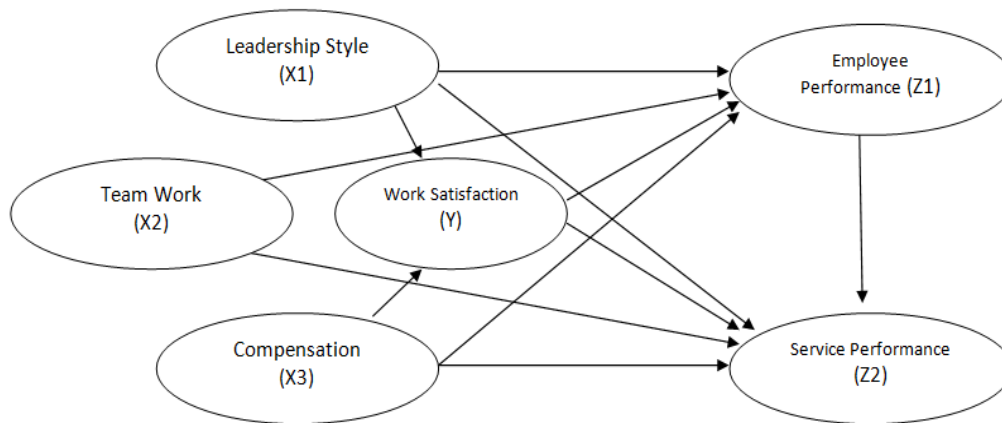 Leadership Style
(X1)
Employee
Performance (Z1)
Team Work
(X2)
Work Satisfaction
(Y)
Compensation
(X3)
Service Performance
(Z2)